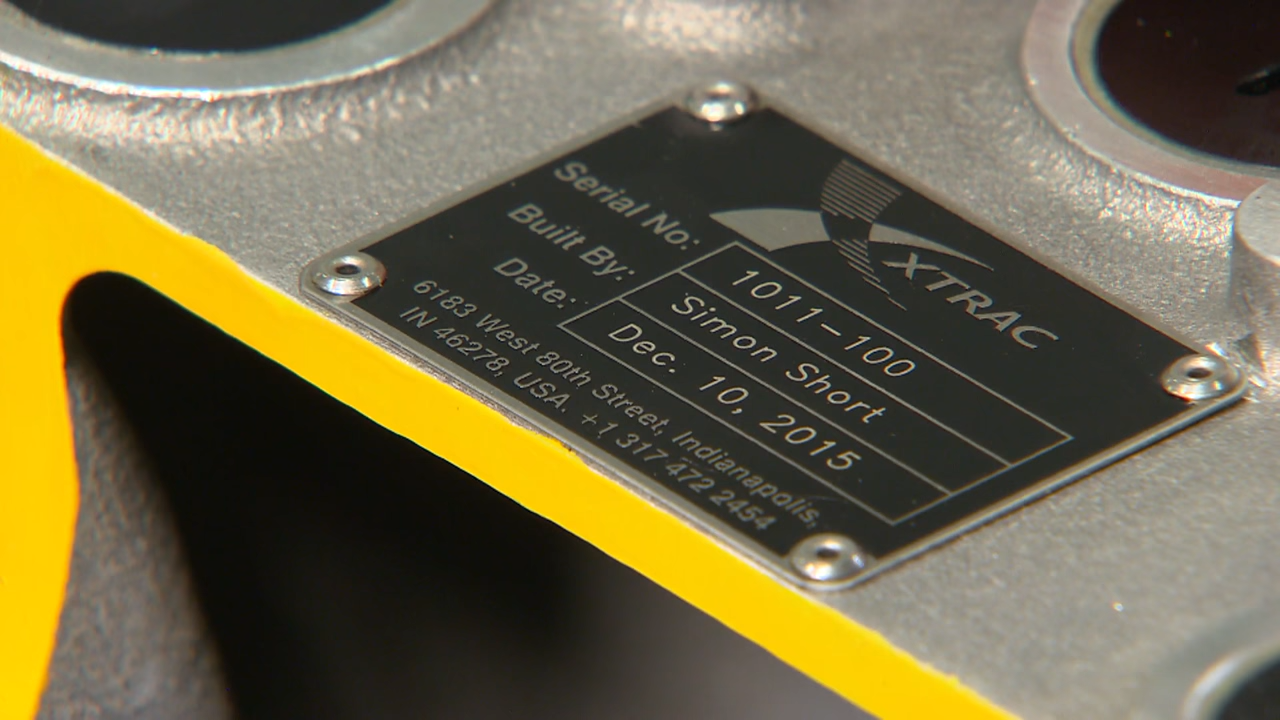 XTRAC
Serial No: 1011-100
Built By: Simon Short
Date: Dec. 10, 2015
6183 West 80th Street, Indianapolis,
IN 46278, USA. +1 317 472 2454